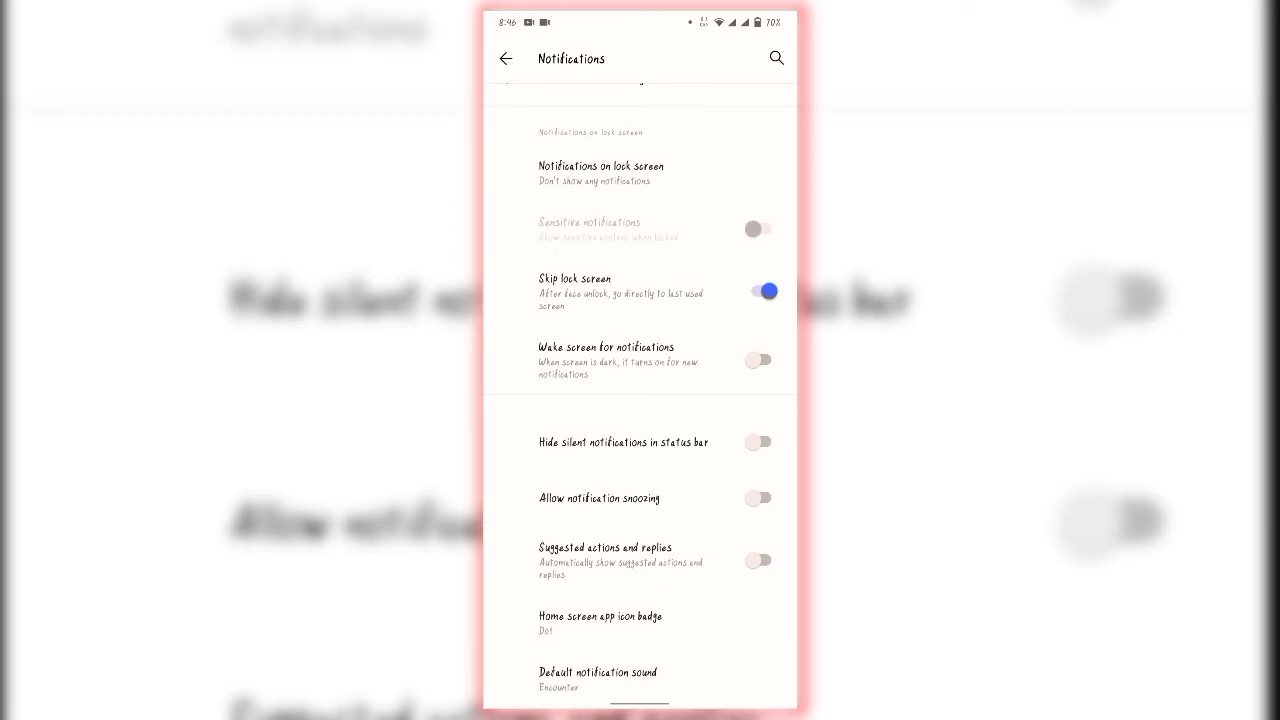 8:46
70%
Notifications
Notifications on lock screen
Notifications on lock screen
Don't show any notifications
Sensitive notifications
Show sensitive content when locked
Skip lock screen
After face unlock, go directly to last used
screen
Wake screen for notifications
When screen is dark, it turns on for new
notifications
Hide silent notifications in status bar
Allow notification snoozing
Suggested actions and replies
Automatically show suggested actions and
replies
Home screen app icon badge
Dot
Default notification sound
Encounter